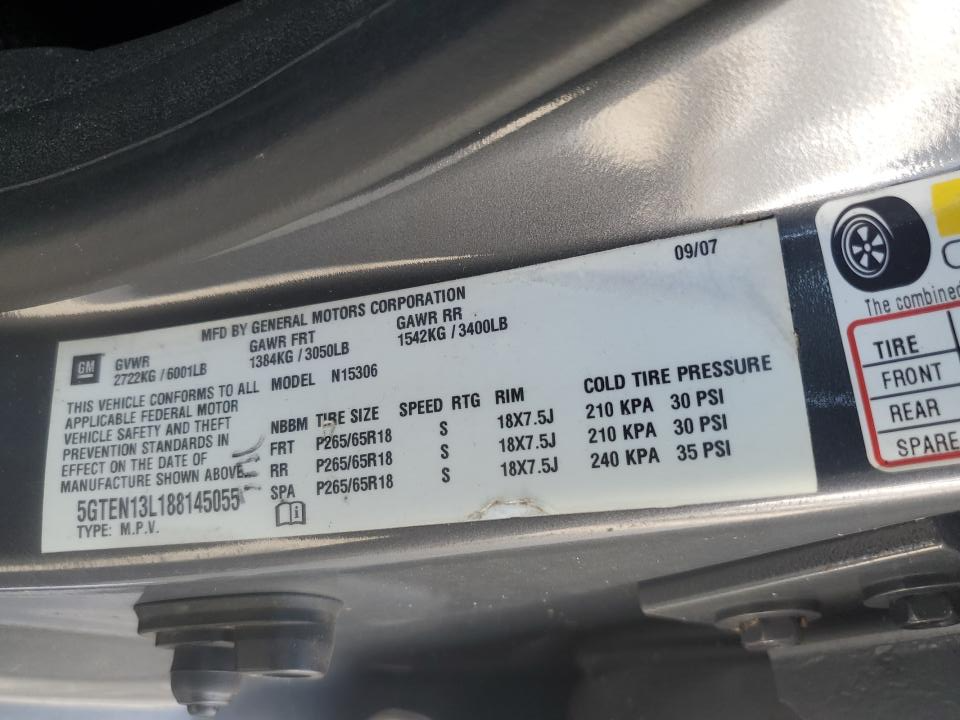 09/07
MFD BY GENERAL MOTORS CORPORATION
GM GVWR GAWR FRT GAWR RR
2722KG / 6001LB 1384KG / 3050LB 1542KG / 3400LB
THIS VEHICLE CONFORMS TO ALL
APPLICABLE FEDERAL MOTOR
VEHICLE SAFETY AND THEFT
PREVENTION STANDARDS IN
EFFECT ON THE DATE OF
MANUFACTURE SHOWN ABOVE
5GTEN13L188145055
TYPE: M.P.V.
MODEL N15306
NBBM TIRE SIZE SPEED RTG RIM COLD TIRE PRESSURE
FRT P265/65R18 S 18X7.5J 210 KPA 30 PSI
RR P265/65R18 S 18X7.5J 210 KPA 30 PSI
SPA P265/65R18 S 18X7.5J 240 KPA 35 PSI
The combined
TIRE
FRONT
REAR
SPARE